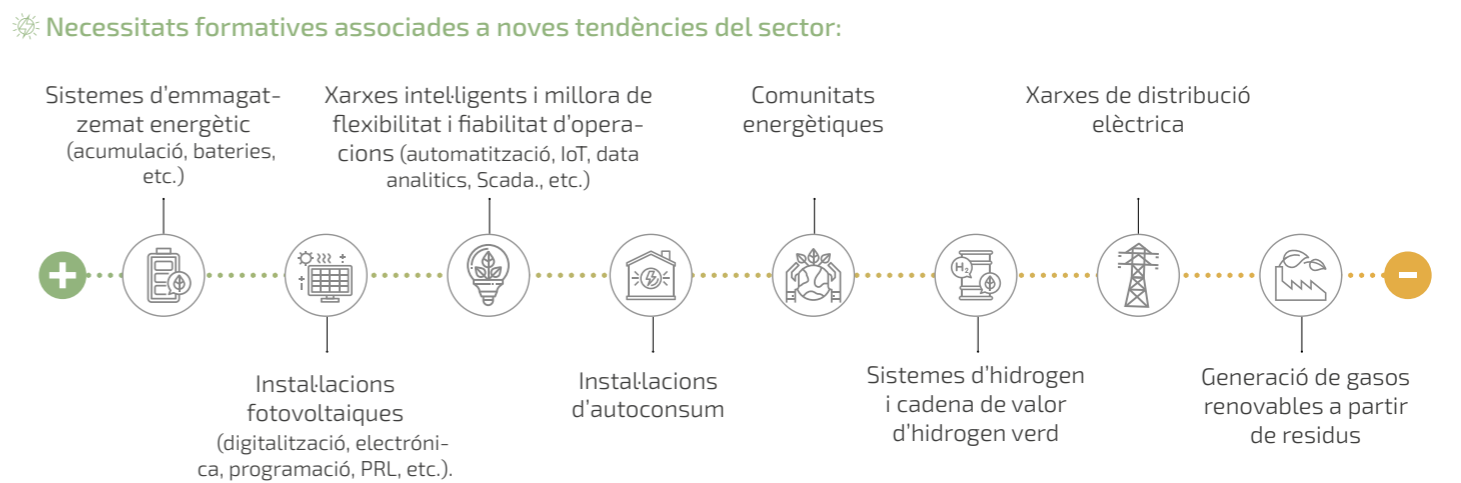 Necessitats formatives associades a noves tendències del sector:
Sistemes d'emmagat-
zemat energètic
(acumulació, bateries,
etc.)
Xarxes intel·ligents i millora de
flexibilitat i fiabilitat d'opera-
cions (automatització, IoT, data
analitics, Scada., etc.)
Comunitats
energètiques
Xarxes de distribució
elèctrica
+
H₂
-
Instal·lacions
fotovoltaiques
(digitalització, electróni-
ca, programació, PRL, etc.).
Instal·lacions
d'autoconsum
Sistemes d'hidrogen
i cadena de valor
d'hidrogen verd
Generació de gasos
renovables a partir
de residus